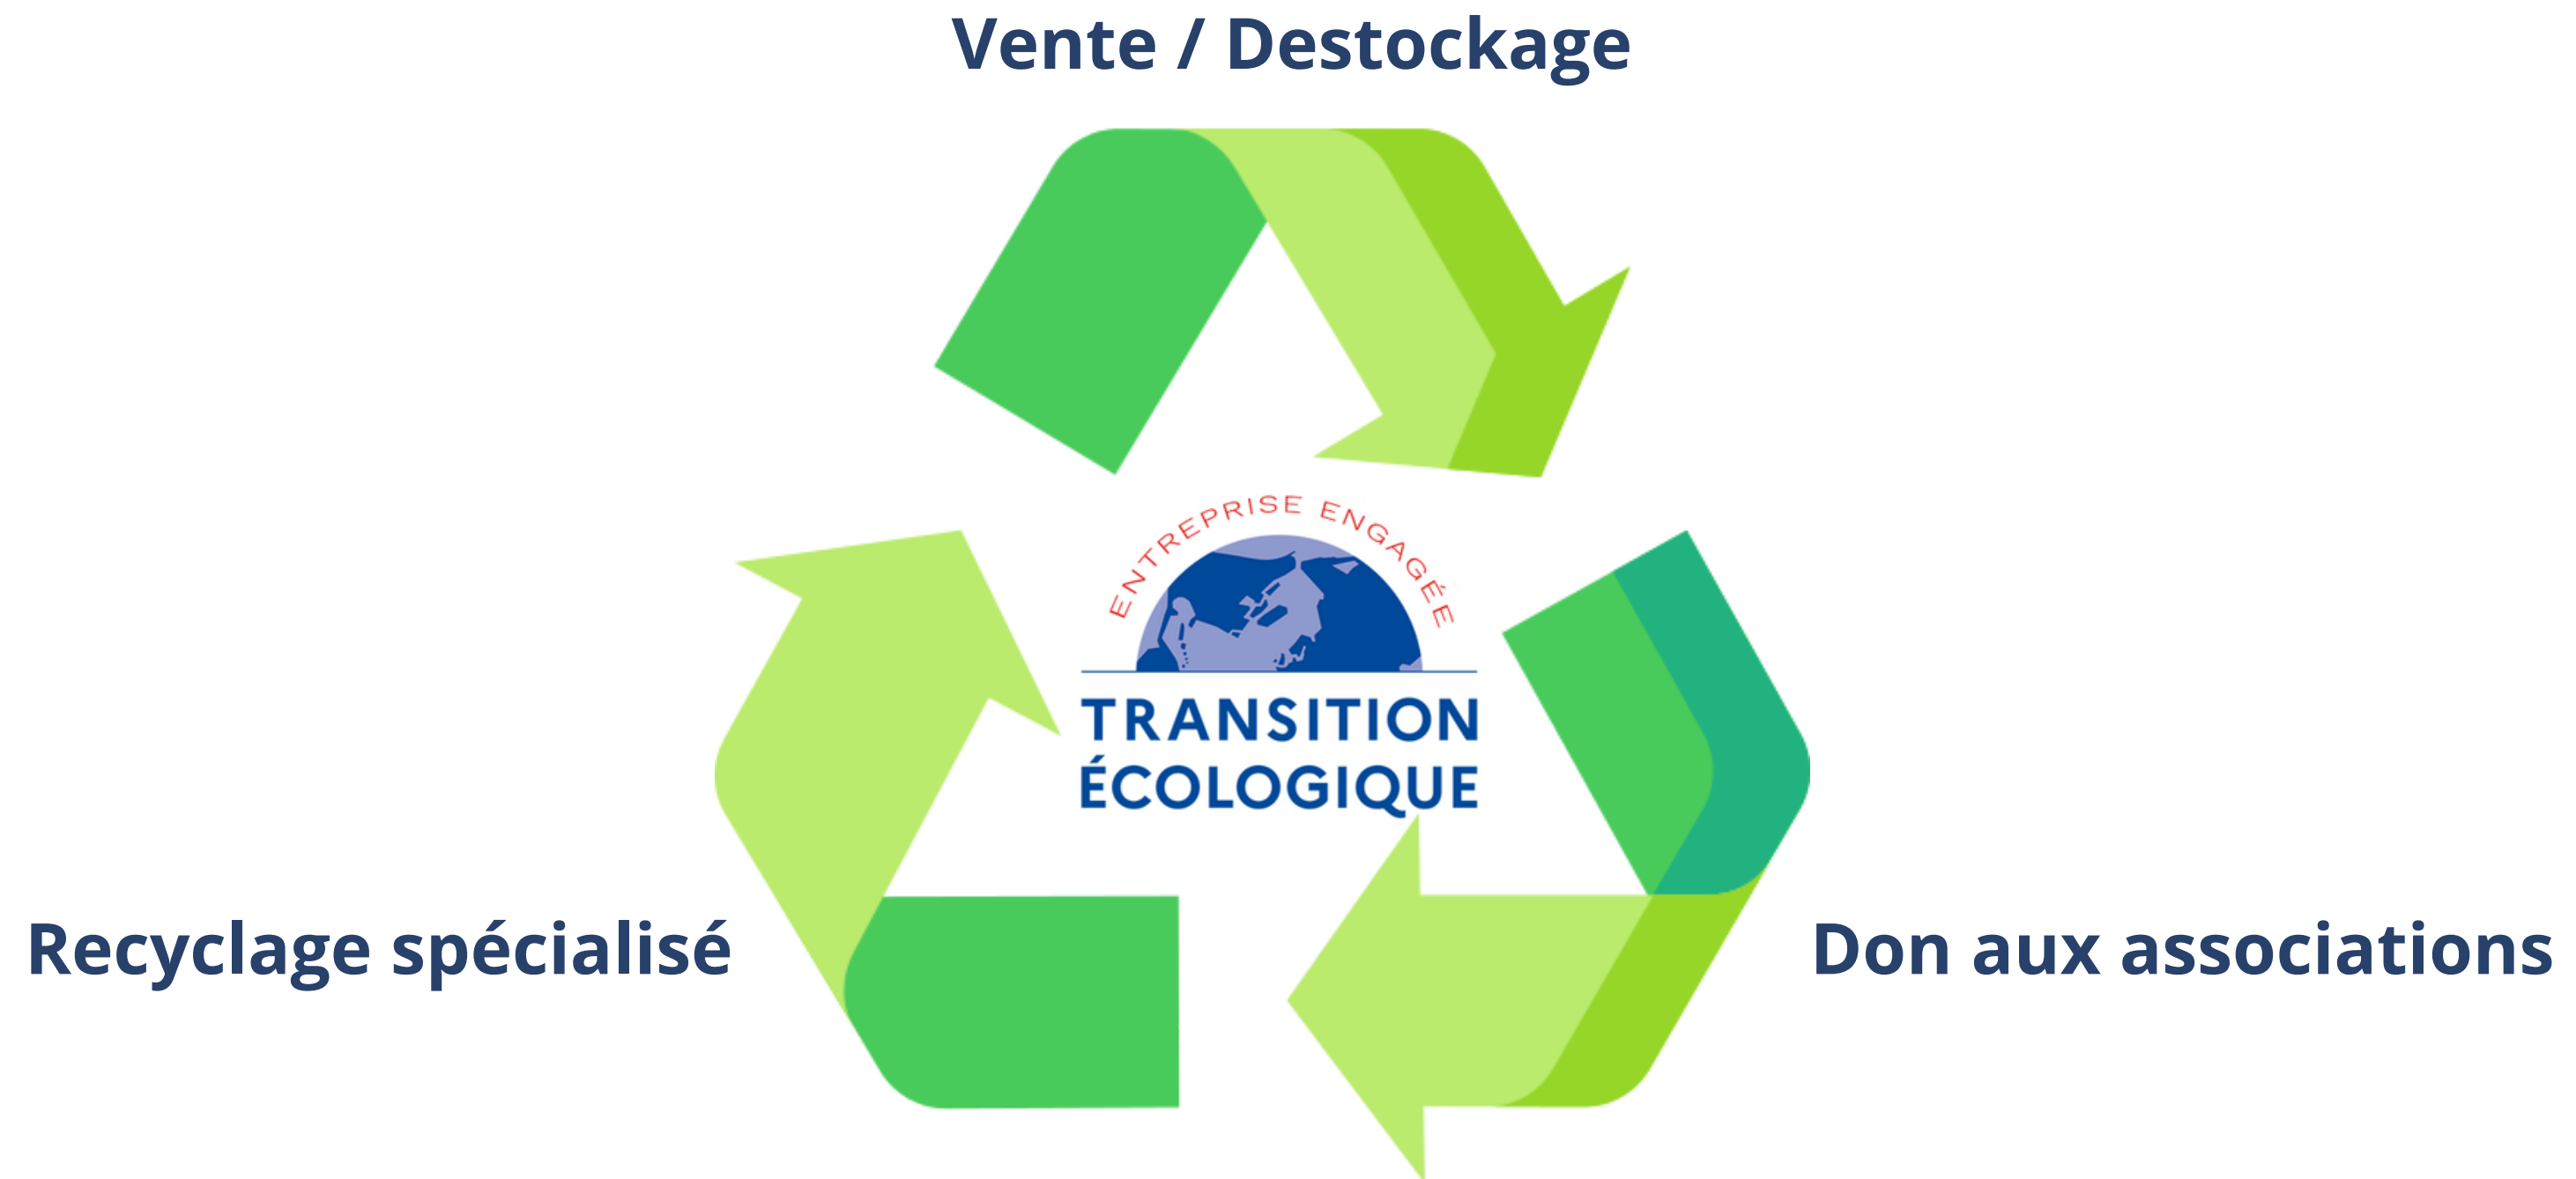 Vente / Destockage
ENTREPRISE ENGAGÉE
TRANSITION
ÉCOLOGIQUE
Recyclage spécialisé
Don aux associations